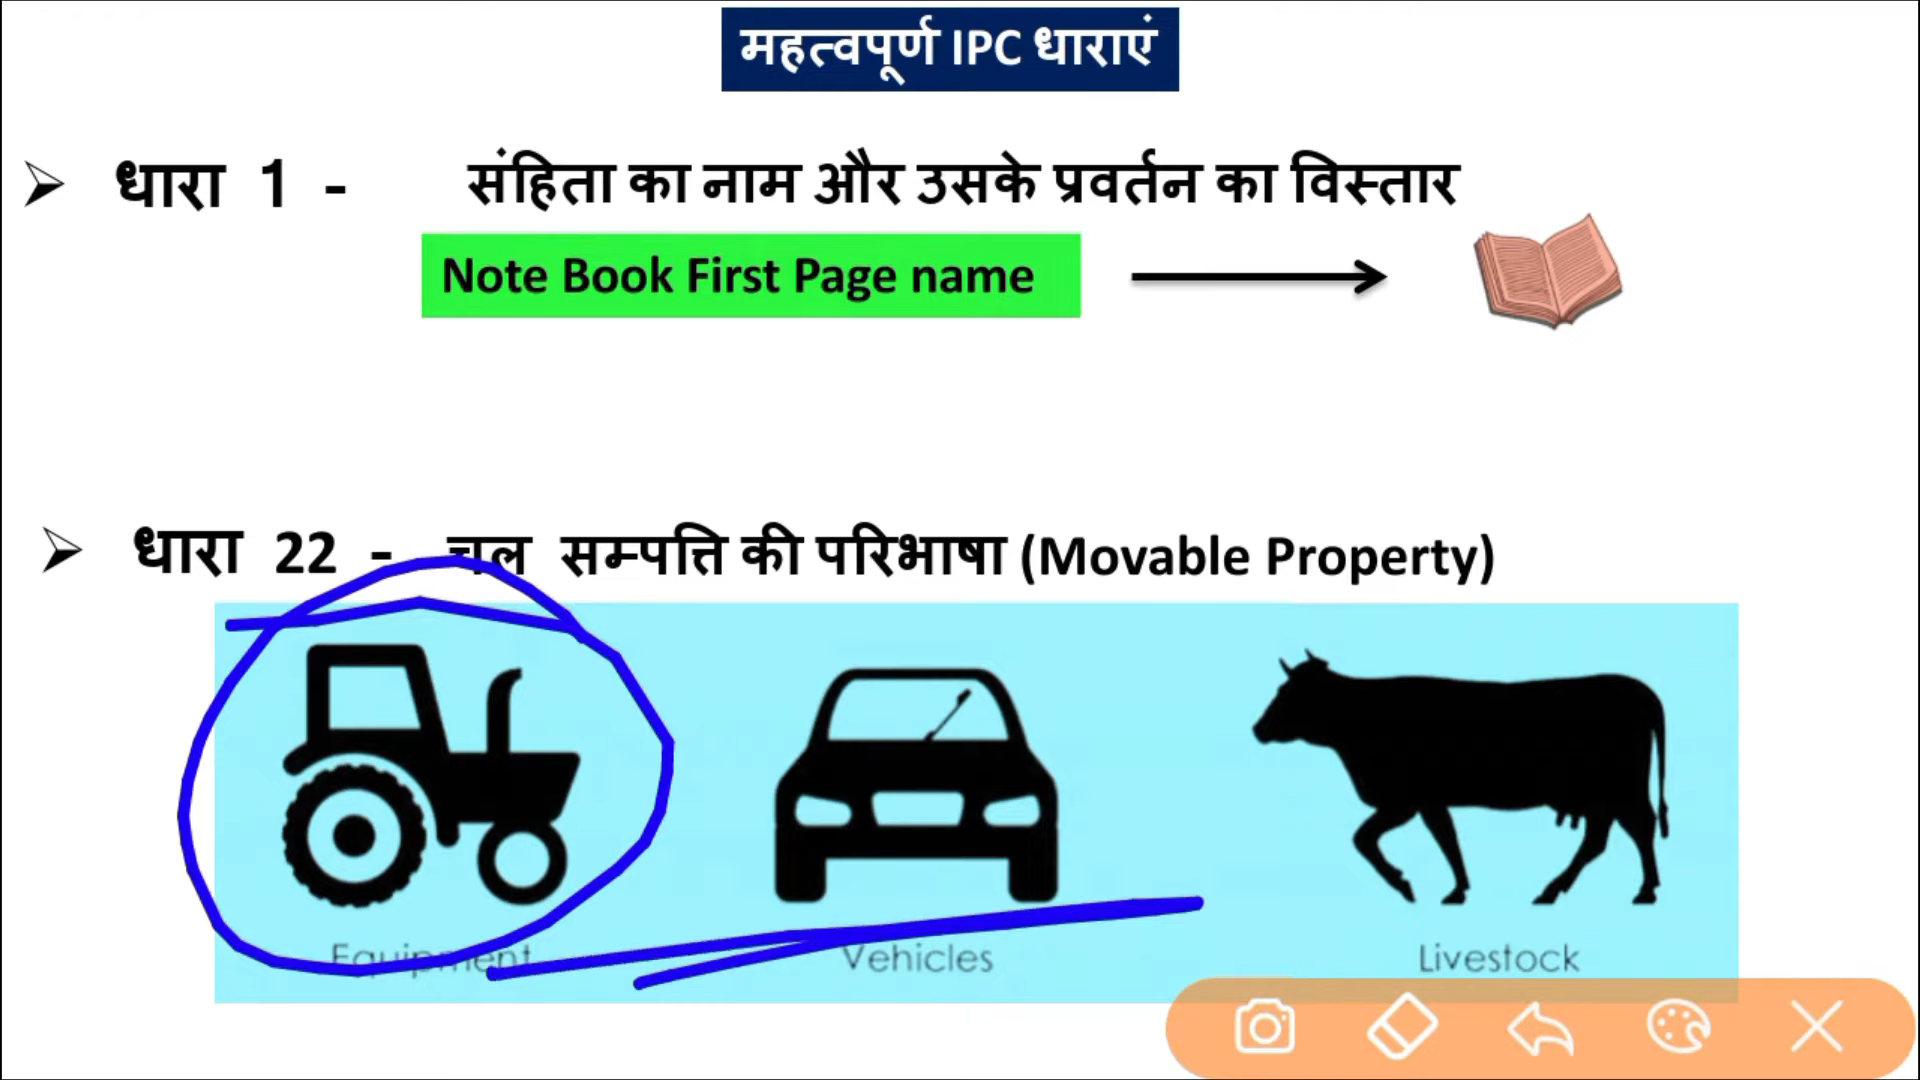 महत्वपूर्ण IPC धाराएं
धारा 1 - संहिता का नाम और उसके प्रवर्तन का विस्तार
Note Book First Page name
धारा 22 - चल सम्पत्ति की परिभाषा (Movable Property)
Equipment Vehicles Livestock